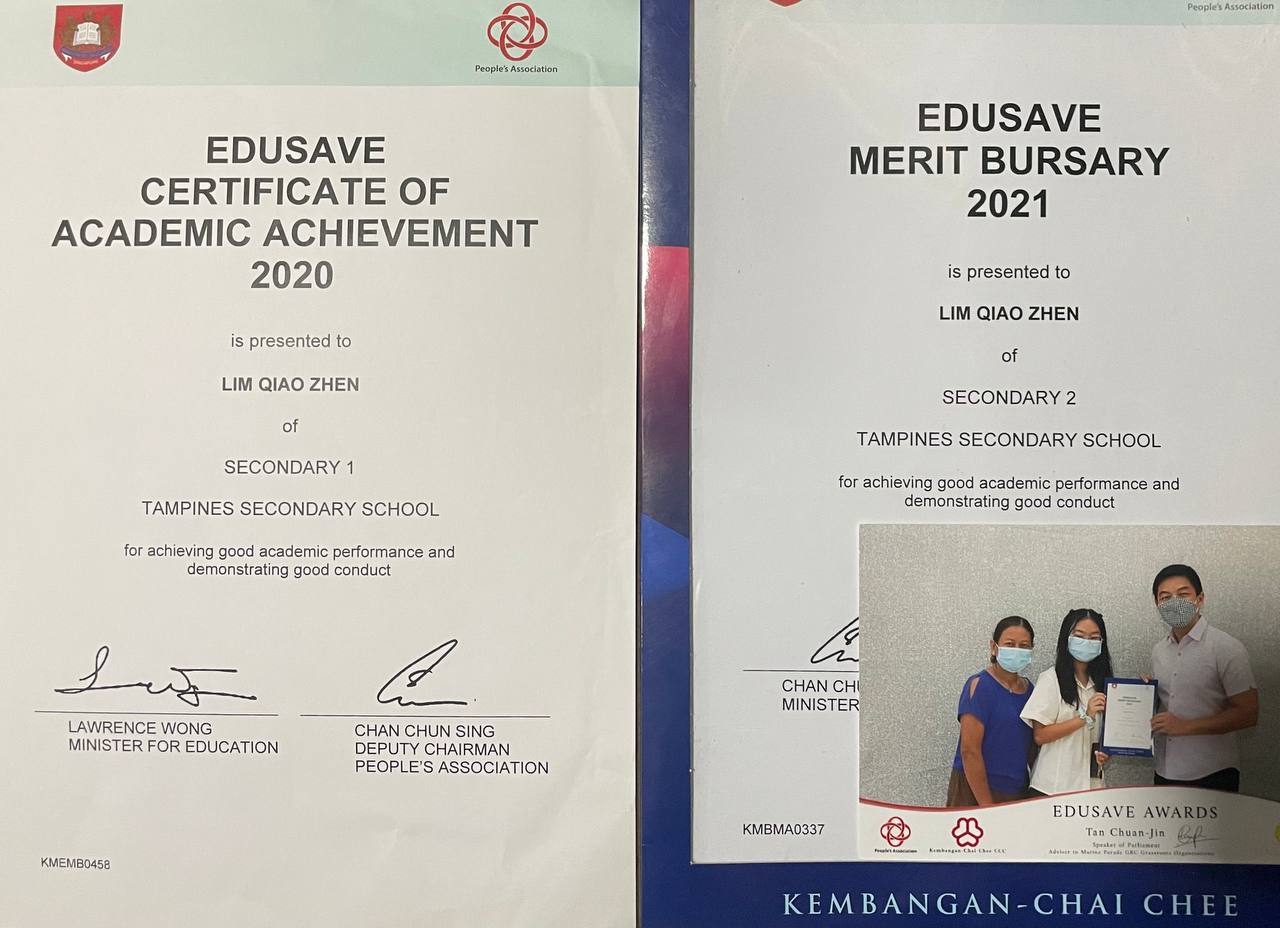 SINGAPORE
People's Association
EDUSAVE
CERTIFICATE OF
ACADEMIC ACHIEVEMENT
2020
is presented to
LIM QIAO ZHEN
of
SECONDARY 1
TAMPINES SECONDARY SCHOOL
for achieving good academic performance and
demonstrating good conduct
LAWRENCE WONG
MINISTER FOR EDUCATION
CHAN CHUN SING
DEPUTY CHAIRMAN
PEOPLE'S ASSOCIATION
KMEMB0458
People's Association
EDUSAVE
MERIT BURSARY
2021
is presented to
LIM QIAO ZHEN
of
SECONDARY 2
TAMPINES SECONDARY SCHOOL
for achieving good academic performance and
demonstrating good conduct
CHAN CHU
MINISTER
KMBMA0337
EDUSAVE AWARDS
Tan Chuan-Jin
Speaker of Parliament
Adviser to Marine Parade GRC Grassroots Organisations
People's Association
Kembangan-Chai Chee CCC
KEMBANGAN-CHAI CHEE